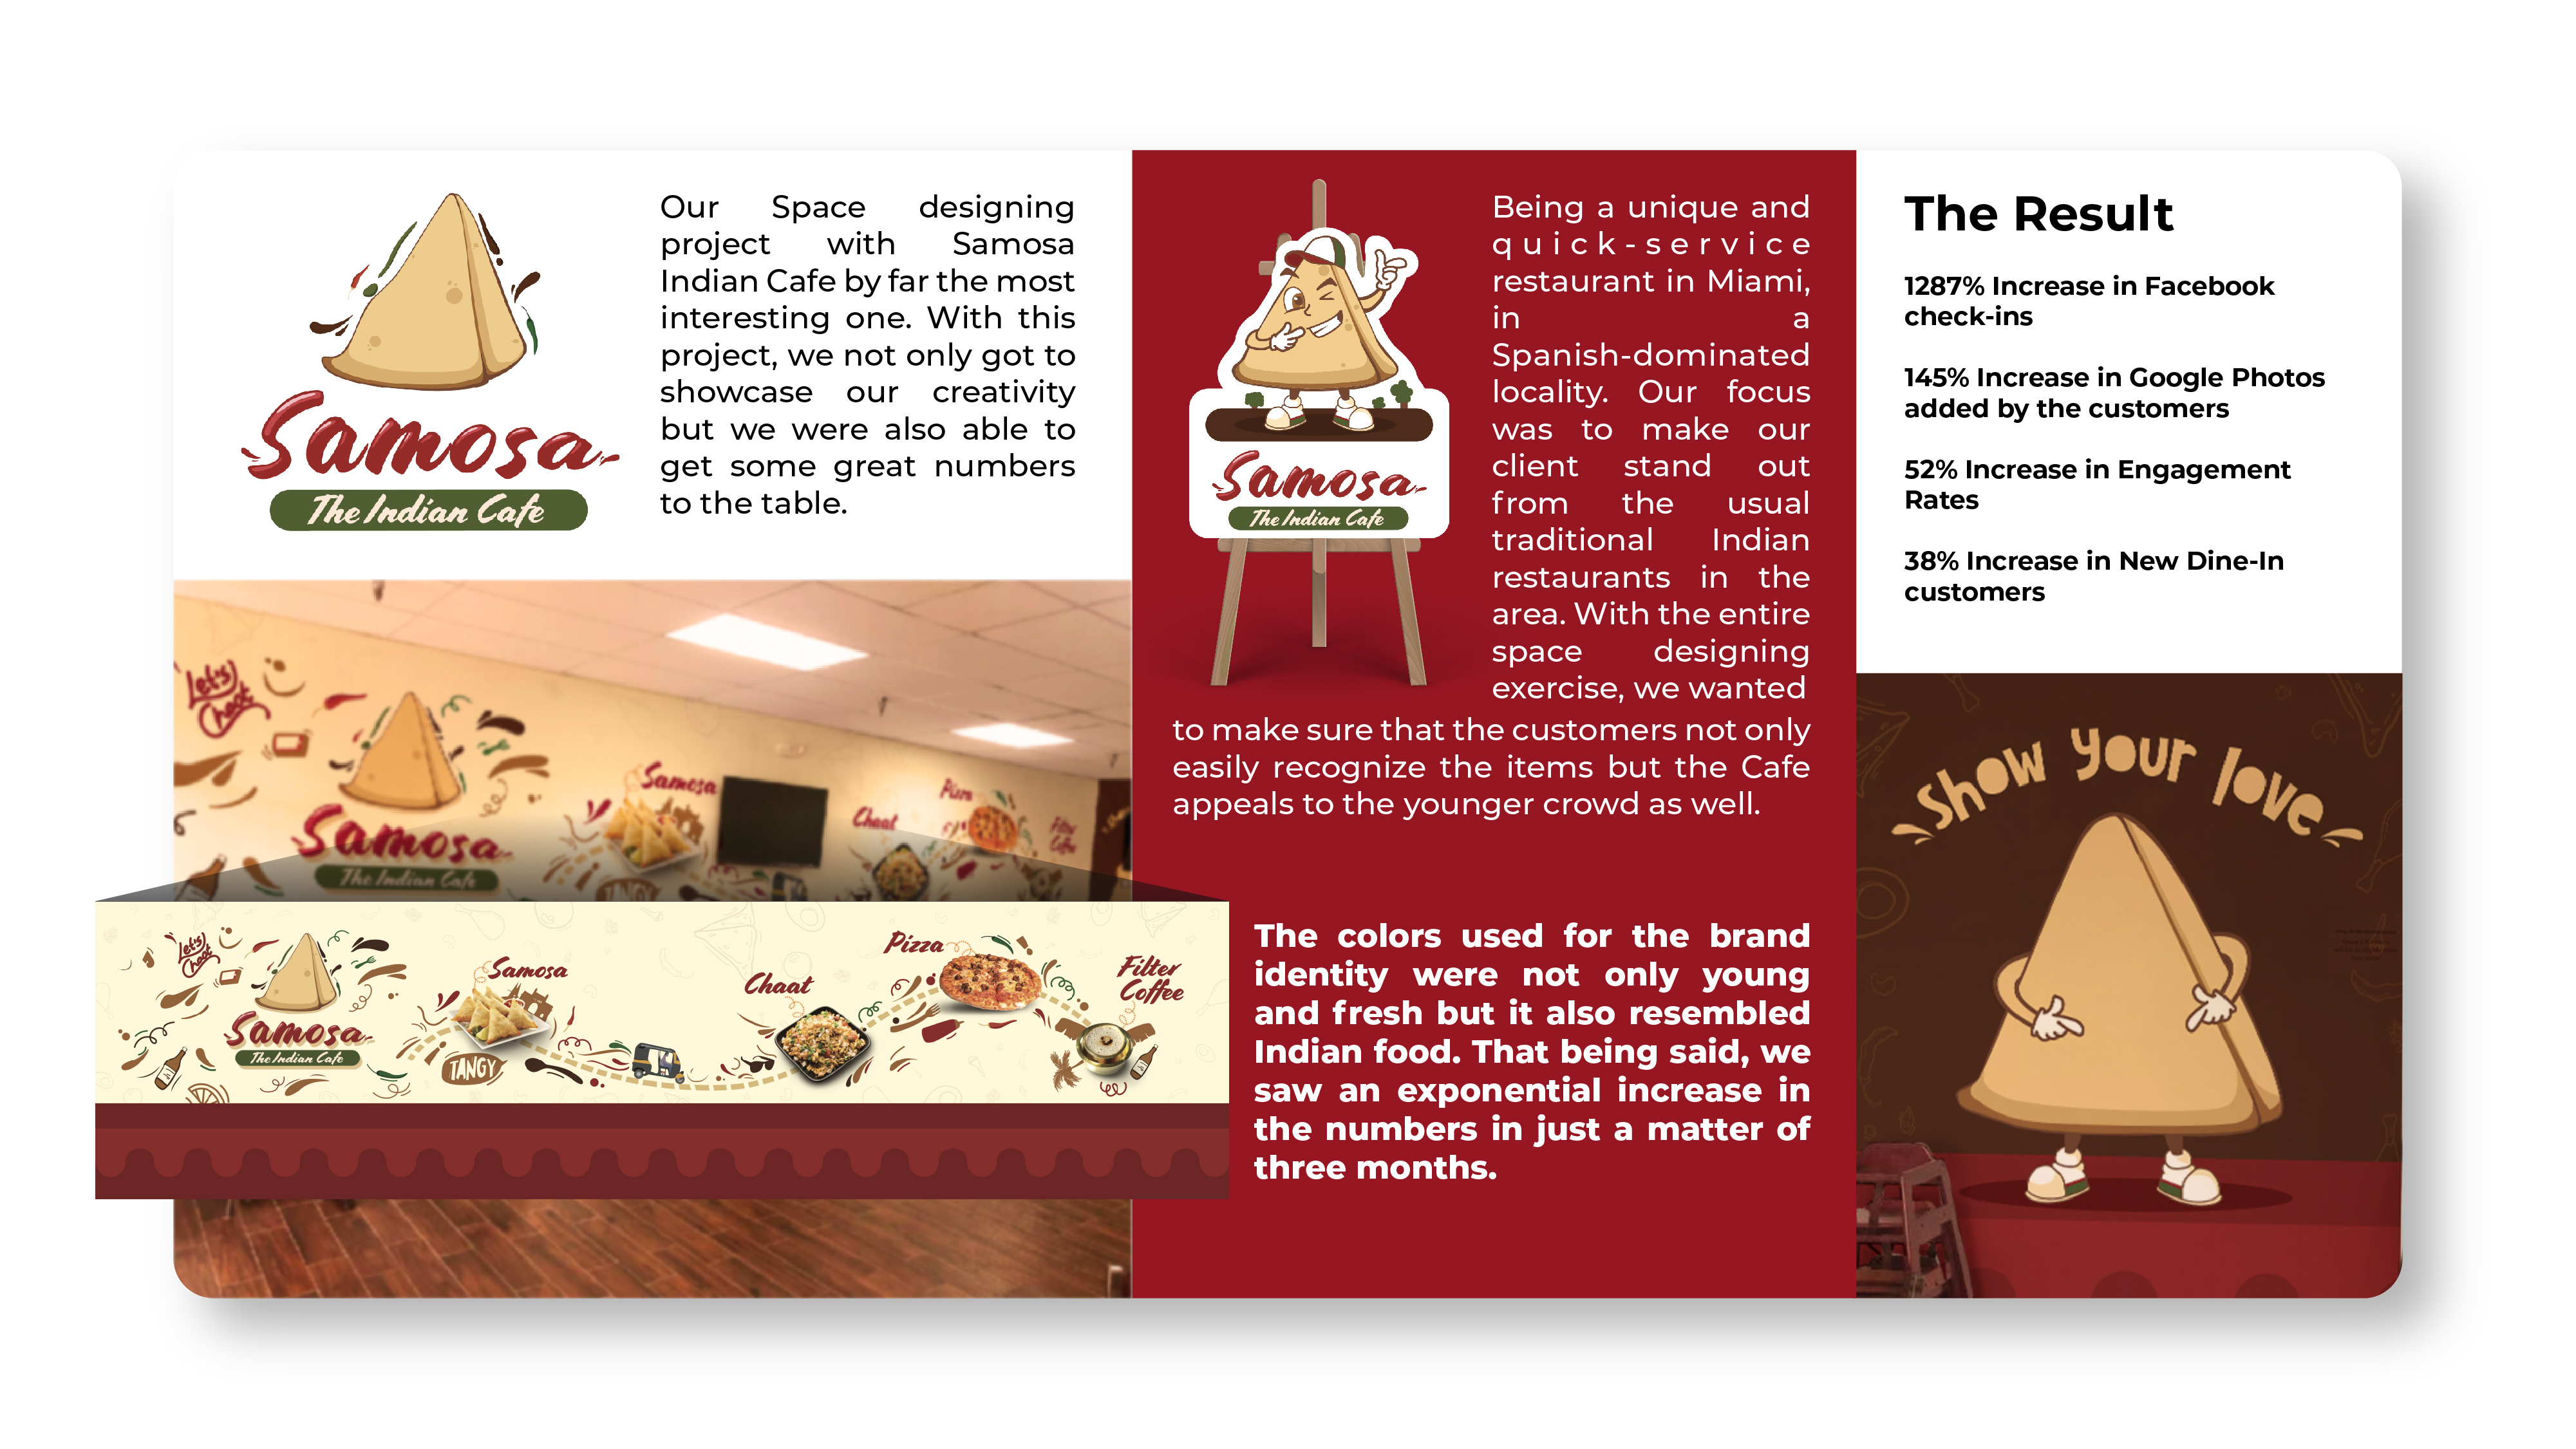 Samosa
The Indian Cafe
Our Space designing
project with Samosa
Indian Cafe by far the most
interesting one. With this
project, we not only got to
showcase our creativity
but we were also able to
get some great numbers
to the table.
Let's
Chaat
Samosa
The Indian Cafe
Samosa
Chaat
Pizza
Filter
Coffee
TANGY
Let's
Chaat
Samosa
The Indian Cafe
Samosa
TANGY
Chaat
Pizza
Filter
Coffee
Samosa
The Indian Cafe
Being a unique and
quick-service
restaurant in Miami,
in a
Spanish-dominated
locality. Our focus
was to make our
client stand out
from the usual
traditional Indian
restaurants in the
area. With the entire
space designing
exercise, we wanted
to make sure that the customers not only
easily recognize the items but the Cafe
appeals to the younger crowd as well.
The colors used for the brand
identity were not only young
and fresh but it also resembled
Indian food. That being said, we
saw an exponential increase in
the numbers in just a matter of
three months.
The Result
1287% Increase in Facebook
check-ins
145% Increase in Google Photos
added by the customers
52% Increase in Engagement
Rates
38% Increase in New Dine-In
customers
Show your love